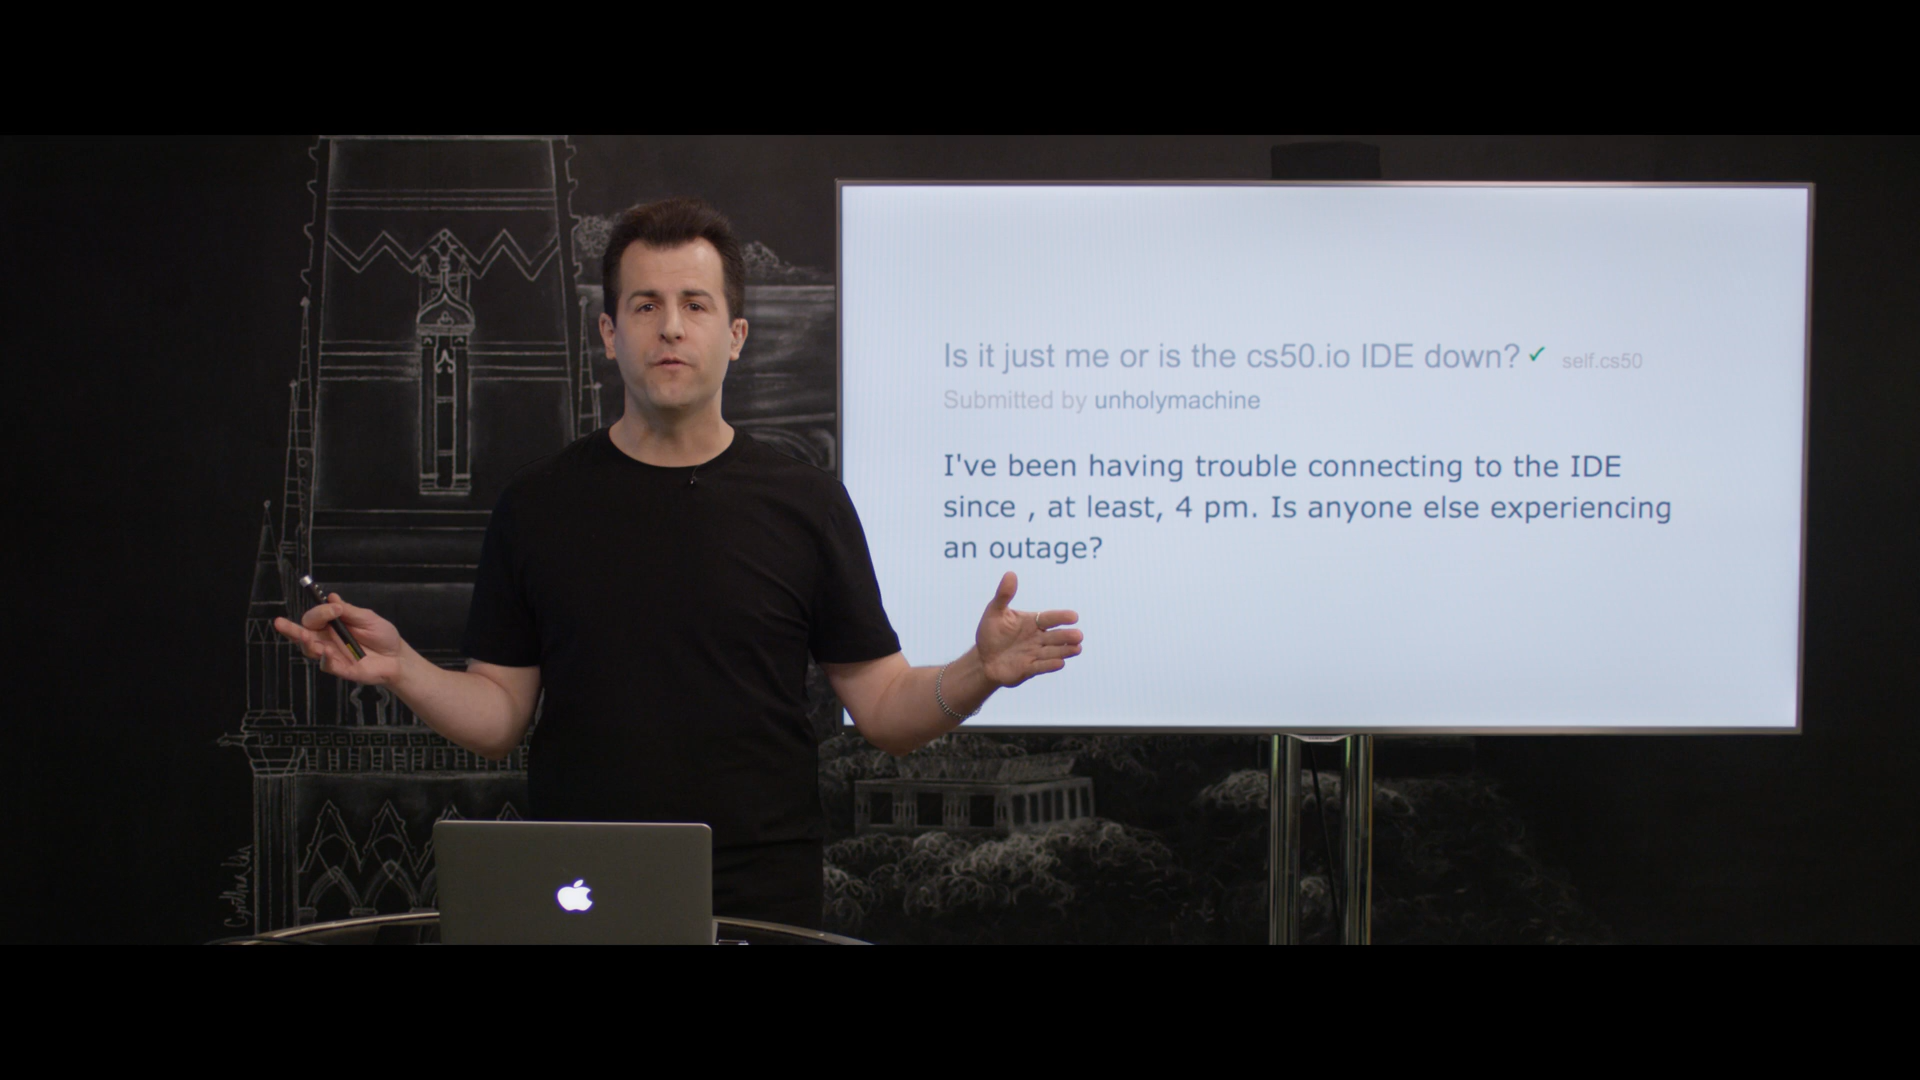 Is it just me or is the cs50.io IDE down? ✓ self.cs50
Submitted by unholymachine
I've been having trouble connecting to the IDE
since , at least, 4 pm. Is anyone else experiencing
an outage?